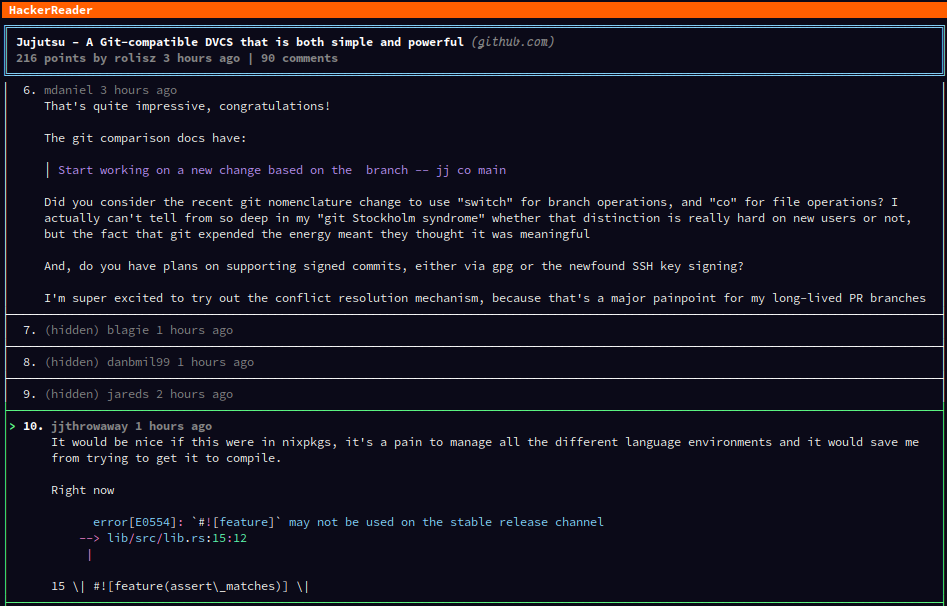 HackerReader
Jujutsu – A Git-compatible DVCS that is both simple and powerful (github.com)
216 points by rolisz 3 hours ago | 90 comments
6. mdaniel 3 hours ago
That's quite impressive, congratulations!
The git comparison docs have:
Start working on a new change based on the  branch -- jj co main
Did you consider the recent git nomenclature change to use "switch" for branch operations, and "co" for file operations? I
actually can't tell from so deep in my "git Stockholm syndrome" whether that distinction is really hard on new users or not,
but the fact that git expended the energy meant they thought it was meaningful
And, do you have plans on supporting signed commits, either via gpg or the newfound SSH key signing?
I'm super excited to try out the conflict resolution mechanism, because that's a major painpoint for my long-lived PR branches
7. (hidden) blagie 1 hours ago
8. (hidden) danbmil99 1 hours ago
9. (hidden) jareds 2 hours ago
> 10. jjthrowaway 1 hours ago
It would be nice if this were in nixpkgs, it's a pain to manage all the different language environments and it would save me
from trying to get it to compile.
Right now
error[E0554]: `#![feature]` may not be used on the stable release channel
--> lib/src/lib.rs:15:12
|
15 \| #![feature(assert\_matches)] \|